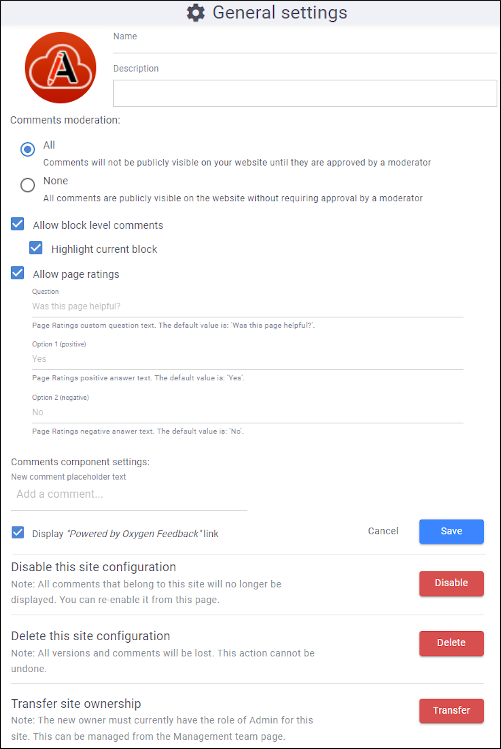 General settings
Name
Description
Comments moderation:
All
Comments will not be publicly visible on your website until they are approved by a moderator
None
All comments are publicly visible on the website without requiring approval by a moderator
Allow block level comments
Highlight current block
Allow page ratings
Question
Was this page helpful?
Page Ratings custom question text. The default value is: 'Was this page helpful?'.
Option 1 (positive)
Yes
Page Ratings positive answer text. The default value is: 'Yes'.
Option 2 (negative)
No
Page Ratings negative answer text. The default value is: 'No'.
Comments component settings:
New comment placeholder text
Add a comment...
Display "Powered by Oxygen Feedback" link
Cancel
Save
Disable this site configuration
Note: All comments that belong to this site will no longer be
displayed. You can re-enable it from this page.
Disable
Delete this site configuration
Note: All versions and comments will be lost. This action cannot be
undone.
Delete
Transfer site ownership
Note: The new owner must currently have the role of Admin for this
site. This can be managed from the Management team page.
Transfer